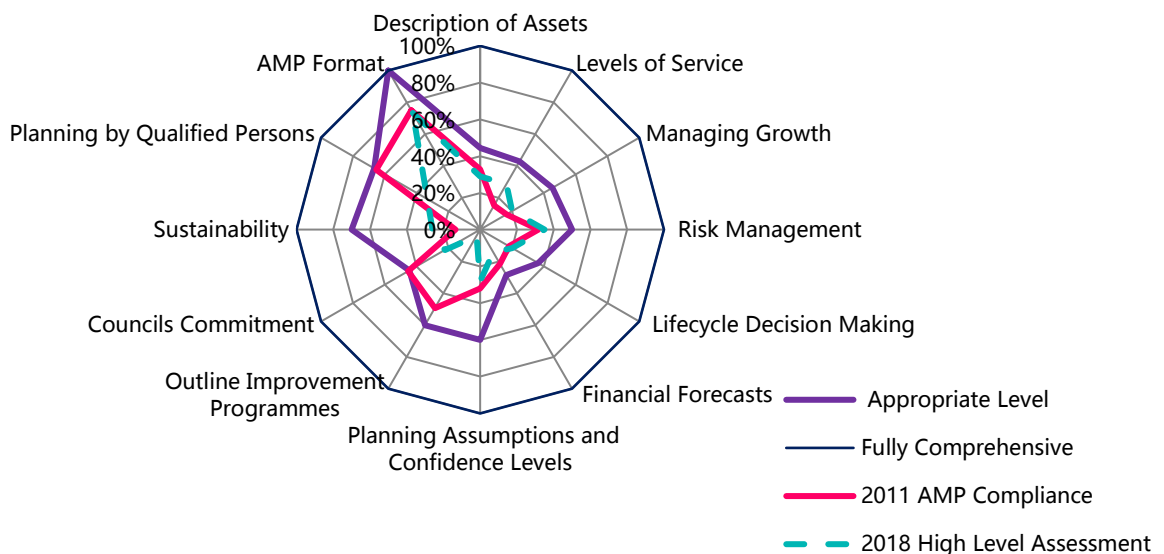 Description of Assets
100%
80%
60%
40%
20%
0%
Levels of Service
Managing Growth
Risk Management
Lifecycle Decision Making
Financial Forecasts
Planning Assumptions and
Confidence Levels
Outline Improvement
Programmes
Councils Commitment
Sustainability
Planning by Qualified Persons
AMP Format
Appropriate Level
Fully Comprehensive
2011 AMP Compliance
2018 High Level Assessment